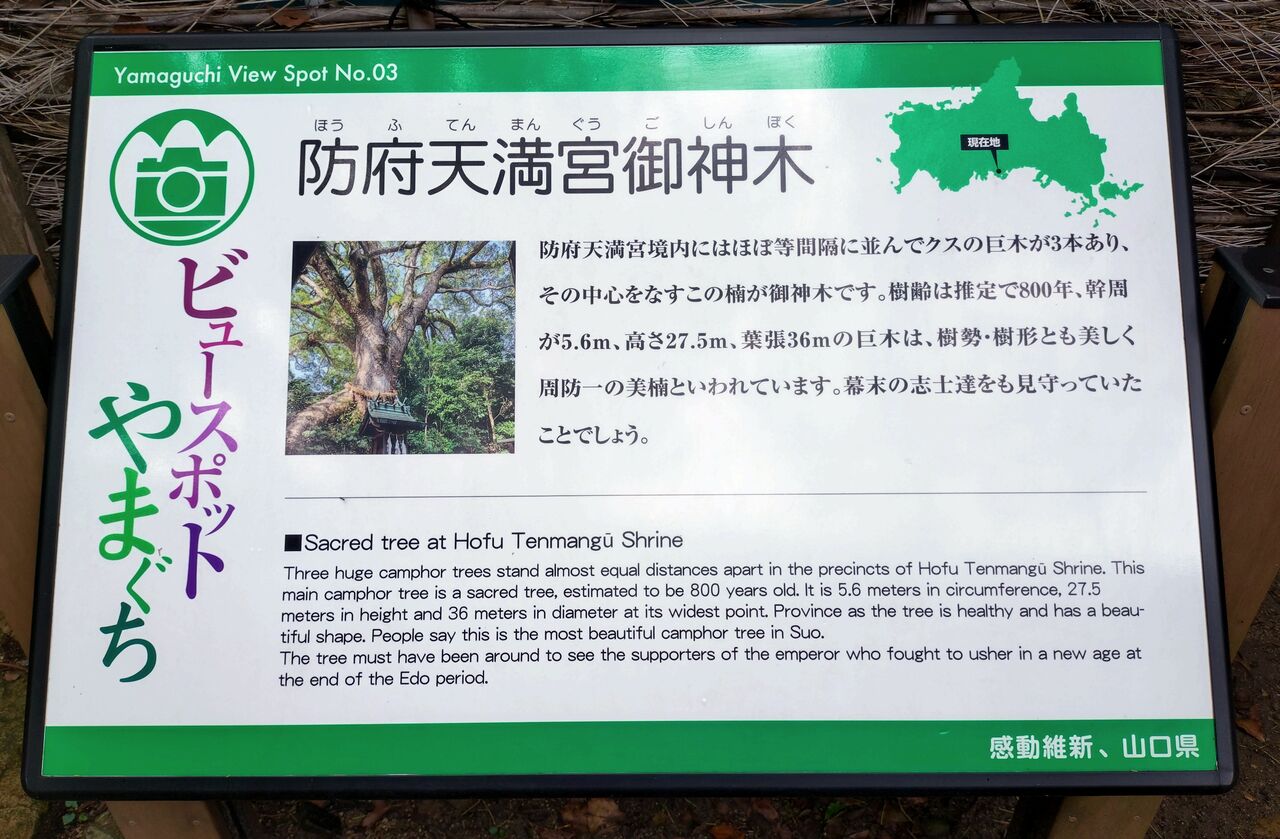 Yamaguchi View Spot No.03
ほう ふ てん まん ぐう ご しん ぼく
防府天満宮御神木
現在地
ビュースポット
やまぐち
防府天満宮境内にはほぼ等間隔に並んでクスの巨木が3本あり、
その中心をなすこの楠が御神木です。樹齢は推定で800年、幹周
が5.6m、高さ27.5m、葉張36mの巨木は、樹勢・樹形とも美しく
周防一の美楠といわれています。幕末の志士達をも見守っていた
ことでしょう。
■Sacred tree at Hofu Tenmangū Shrine
Three huge camphor trees stand almost equal distances apart in the precincts of Hofu Tenmangū Shrine. This
main camphor tree is a sacred tree, estimated to be 800 years old. It is 5.6 meters in circumference, 27.5
meters in height and 36 meters in diameter at its widest point. Province as the tree is healthy and has a beau-
tiful shape. People say this is the most beautiful camphor tree in Suo.
The tree must have been around to see the supporters of the emperor who fought to usher in a new age at
the end of the Edo period.
感動維新、山口県